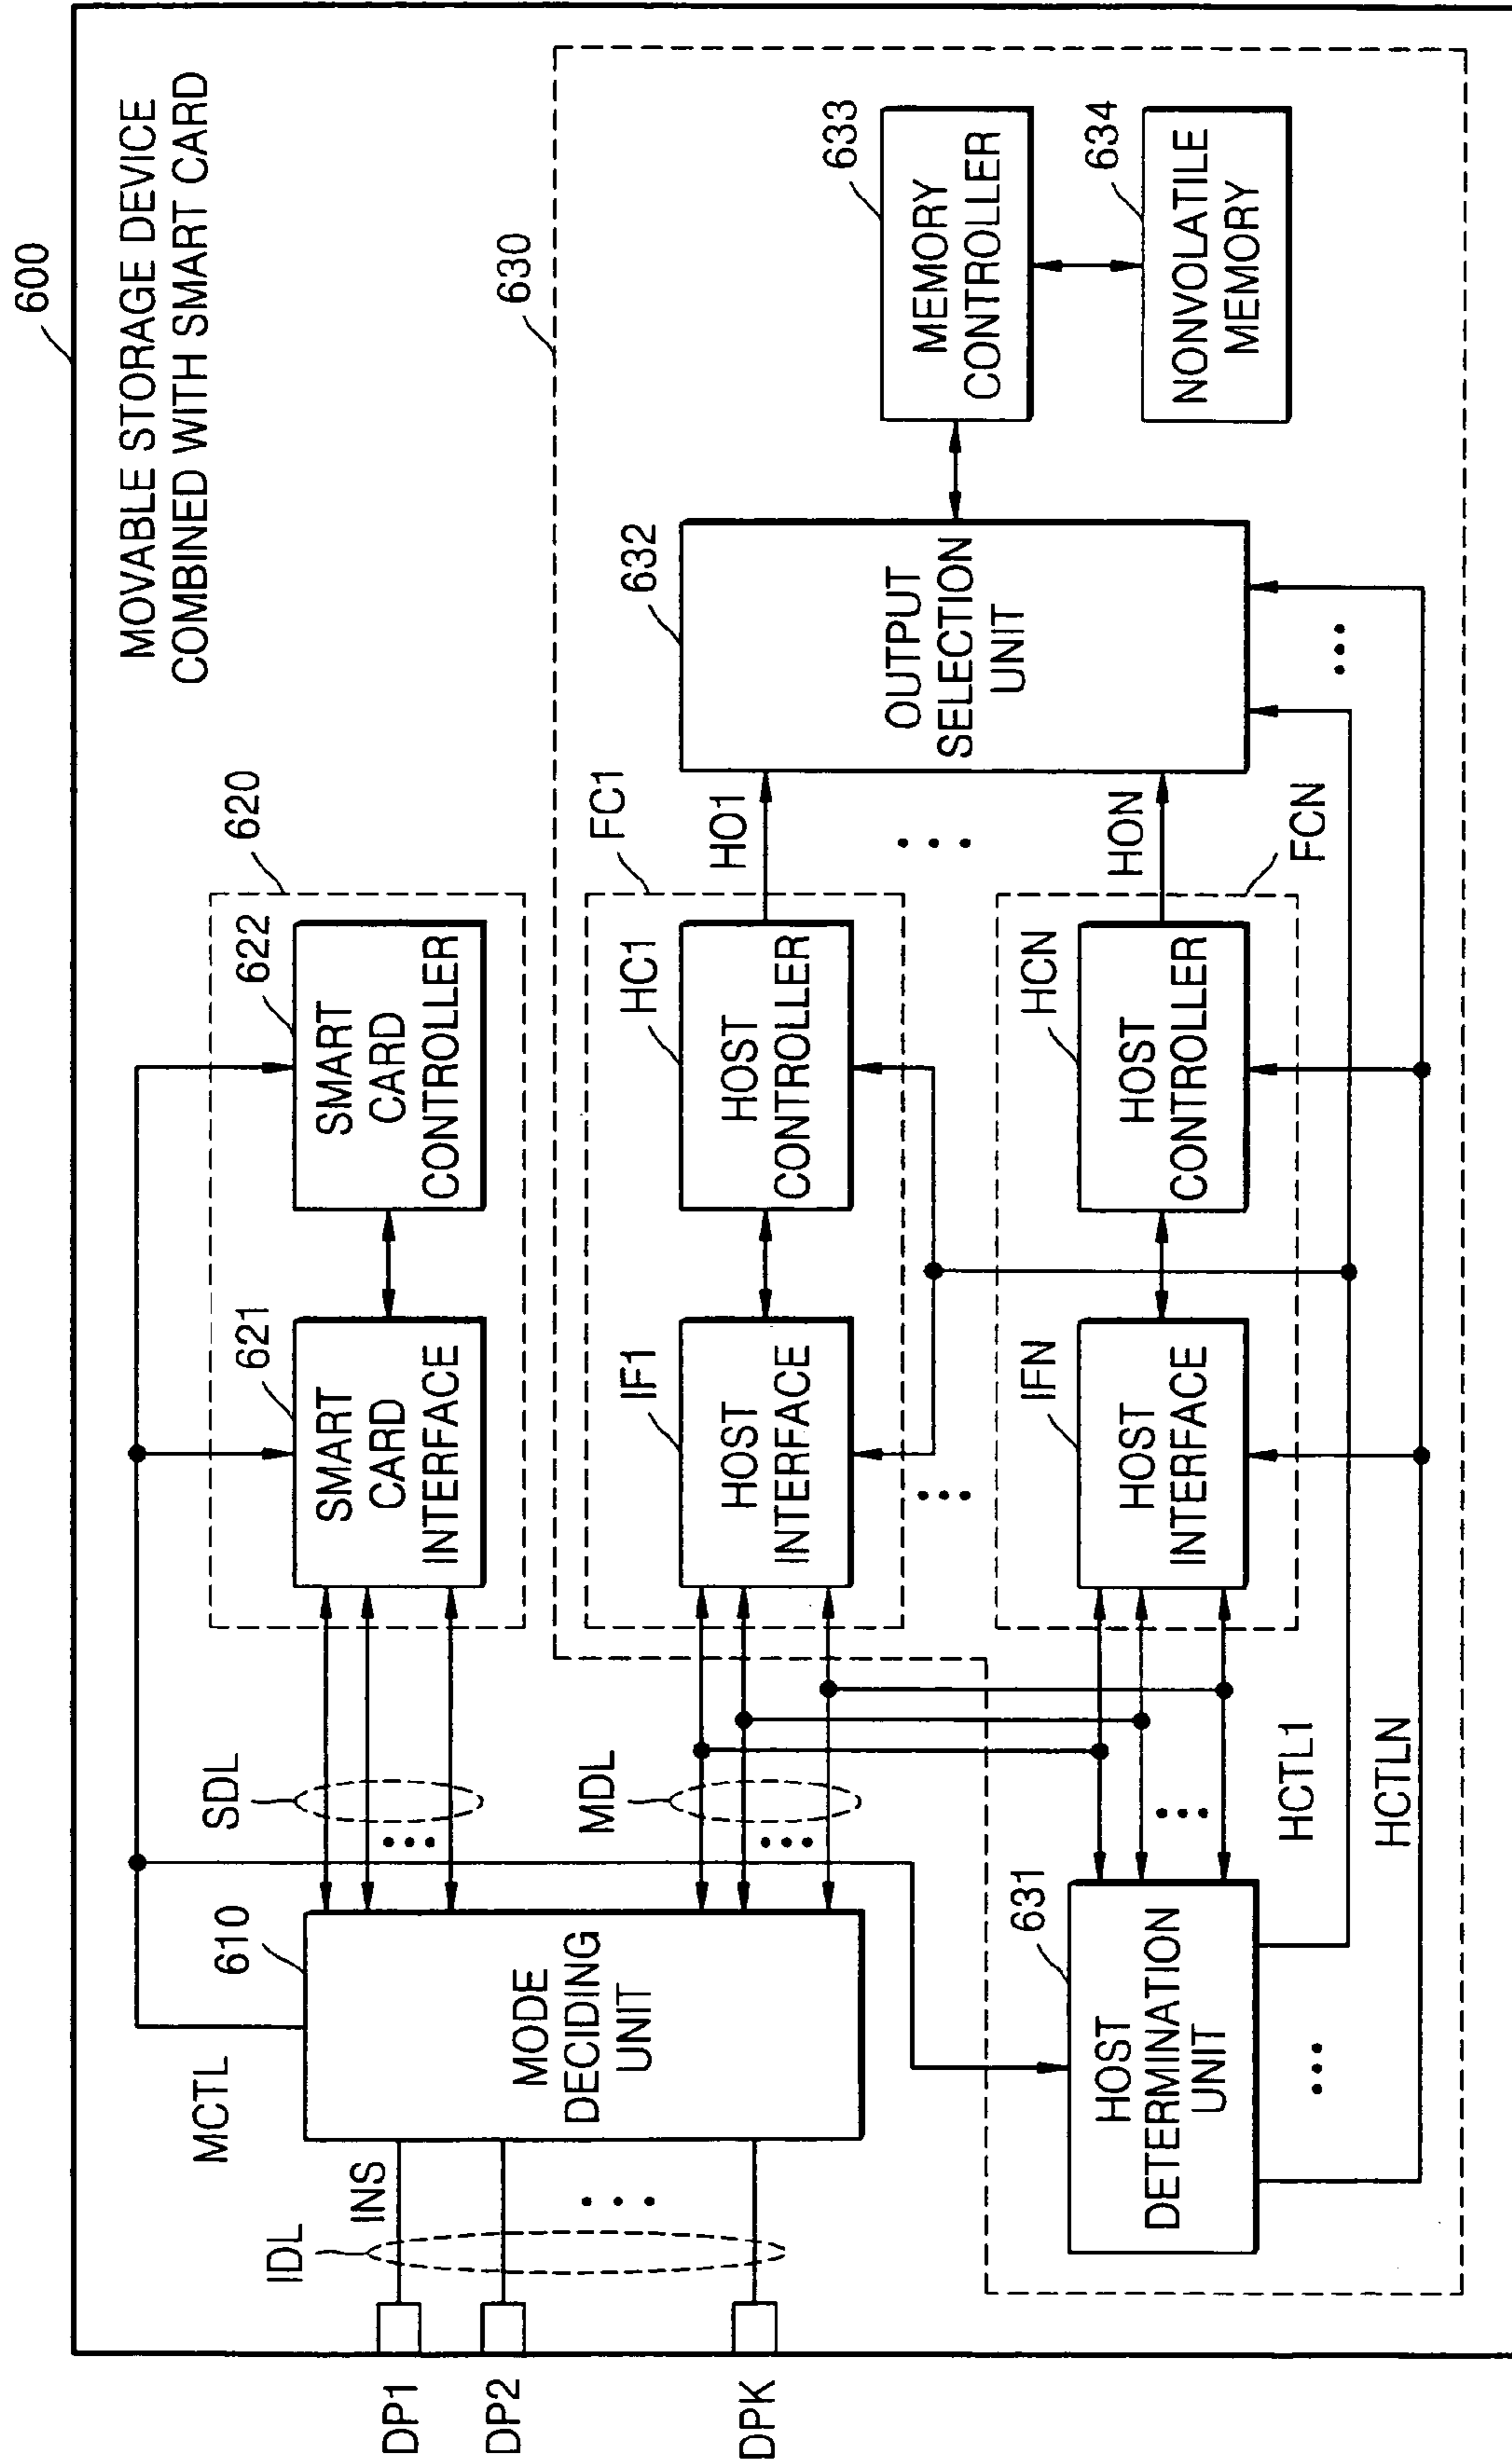 600
MOVABLE STORAGE DEVICE
COMBINED WITH SMART CARD
MCTL
610
MODE
DECIDING
UNIT
IDL
INS
DP1
DP2
DPK
SDL
MDL
620
621
SMART
CARD
INTERFACE
622
SMART
CARD
CONTROLLER
630
FC1
IF1
HOST
INTERFACE
HC1
HOST
CONTROLLER
HO1
FCN
IFN
HOST
INTERFACE
HCN
HOST
CONTROLLER
HON
631
HOST
DETERMINATION
UNIT
HCTL1
HCTLN
632
OUTPUT
SELECTION
UNIT
633
MEMORY
CONTROLLER
634
NONVOLATILE
MEMORY